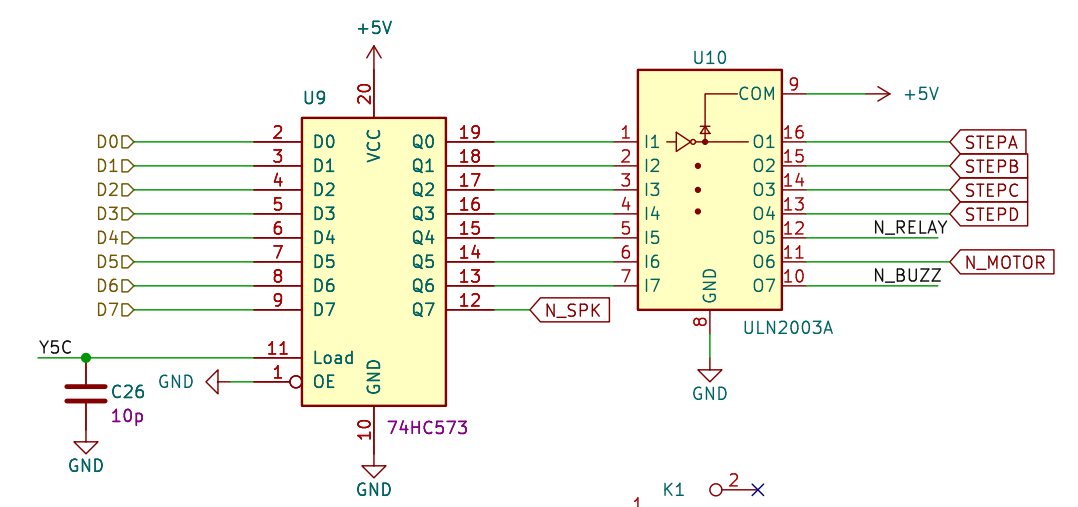 +5V
U10
U9
20
VCC
COM
9
+5V
D0
2
D0
Q0
19
1
I1
O1
16
STEPA
D1
3
D1
Q1
18
2
I2
O2
15
STEPB
D2
4
D2
Q2
17
3
I3
O3
14
STEPC
D3
5
D3
Q3
16
4
I4
O4
13
STEPD
D4
6
D4
Q4
15
5
I5
O5
12
N_RELAY
D5
7
D5
Q5
14
6
I6
O6
11
N_MOTOR
D6
8
D6
Q6
13
7
I7
O7
10
N_BUZZ
D7
9
D7
Q7
12
N_SPK
GND
8
ULN2003A
GND
Y5C
11
Load
GND
1
OE
GND
C26
10p
GND
10
74HC573
GND
K1
2
1